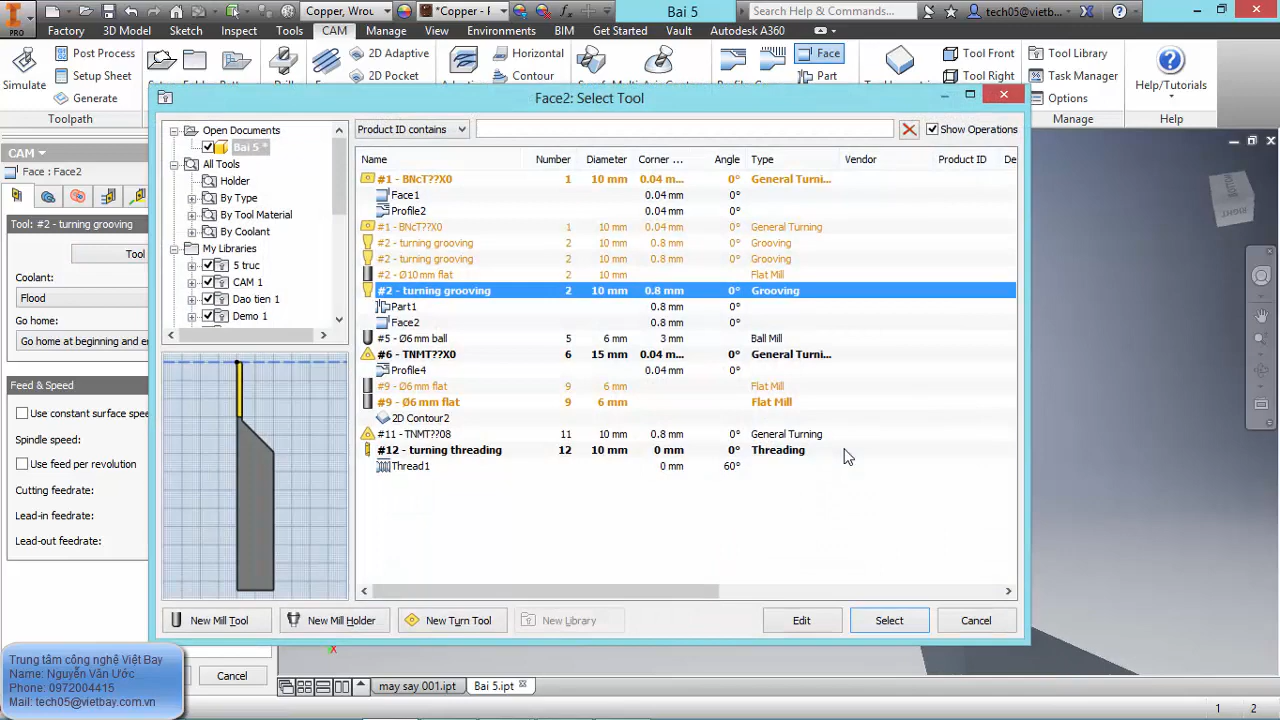 Copper, Wrou
*Copper - F
Bai 5
Search Help & Commands...
tech05@vietb...
PRO
Factory 3D Model Sketch Inspect Tools CAM Manage View Environments BIM Get Started Vault Autodesk A360
Simulate
Post Process
Setup Sheet
Generate
Toolpath
2D Adaptive
2D Pocket
Horizontal
Contour
Face
Part
Tool Front
Tool Right
Tool Library
Task Manager
Options
Manage
Help/Tutorials
Help
CAM
Face : Face2
Tool: #2 - turning grooving
Tool
Coolant:
Flood
Go home:
Go home at beginning and e
Feed & Speed
Use constant surface speed
Spindle speed:
Use feed per revolution
Cutting feedrate:
Lead-in feedrate:
Lead-out feedrate:
Cancel
Face2: Select Tool
Open Documents
Bai 5 *
All Tools
Holder
By Type
By Tool Material
By Coolant
My Libraries
5 truc
CAM 1
Dao tien 1
Demo 1
Product ID contains
Show Operations
Name Number Diameter Corner ... Angle Type Vendor Product ID De
#1 - BNcT??X0 1 10 mm 0.04 m... 0° General Turni...
Face1 0.04 m...
Profile2 0.04 m...
#1 - BNcT??X0 1 10 mm 0.04 m... 0° General Turning
#2 - turning grooving 2 10 mm 0.8 mm 0° Grooving
#2 - turning grooving 2 10 mm 0.8 mm 0° Grooving
#2 - Ø10 mm flat 2 10 mm Flat Mill
#2 - turning grooving 2 10 mm 0.8 mm 0° Grooving
Part1 0.8 mm
Face2 0.8 mm
#5 - Ø6 mm ball 5 6 mm 3 mm Ball Mill
#6 - TNMT??X0 6 15 mm 0.04 m... 0° General Turni...
Profile4 0.04 m...
#9 - Ø6 mm flat 9 6 mm Flat Mill
#9 - Ø6 mm flat 9 6 mm Flat Mill
2D Contour2
#11 - TNMT??08 11 10 mm 0.8 mm 0° General Turning
#12 - turning threading 12 10 mm 0 mm 0° Threading
Thread1 0 mm 60°
New Mill Tool
New Mill Holder
New Turn Tool
New Library
Edit
Select
Cancel
BOTTOM
RIGHT
X
Trung tâm công nghệ Việt Bay
Name: Nguyễn Văn Ước
Phone: 0972004415
Mail: tech05@vietbay.com.vn
may say 001.ipt
Bai 5.ipt
1 2